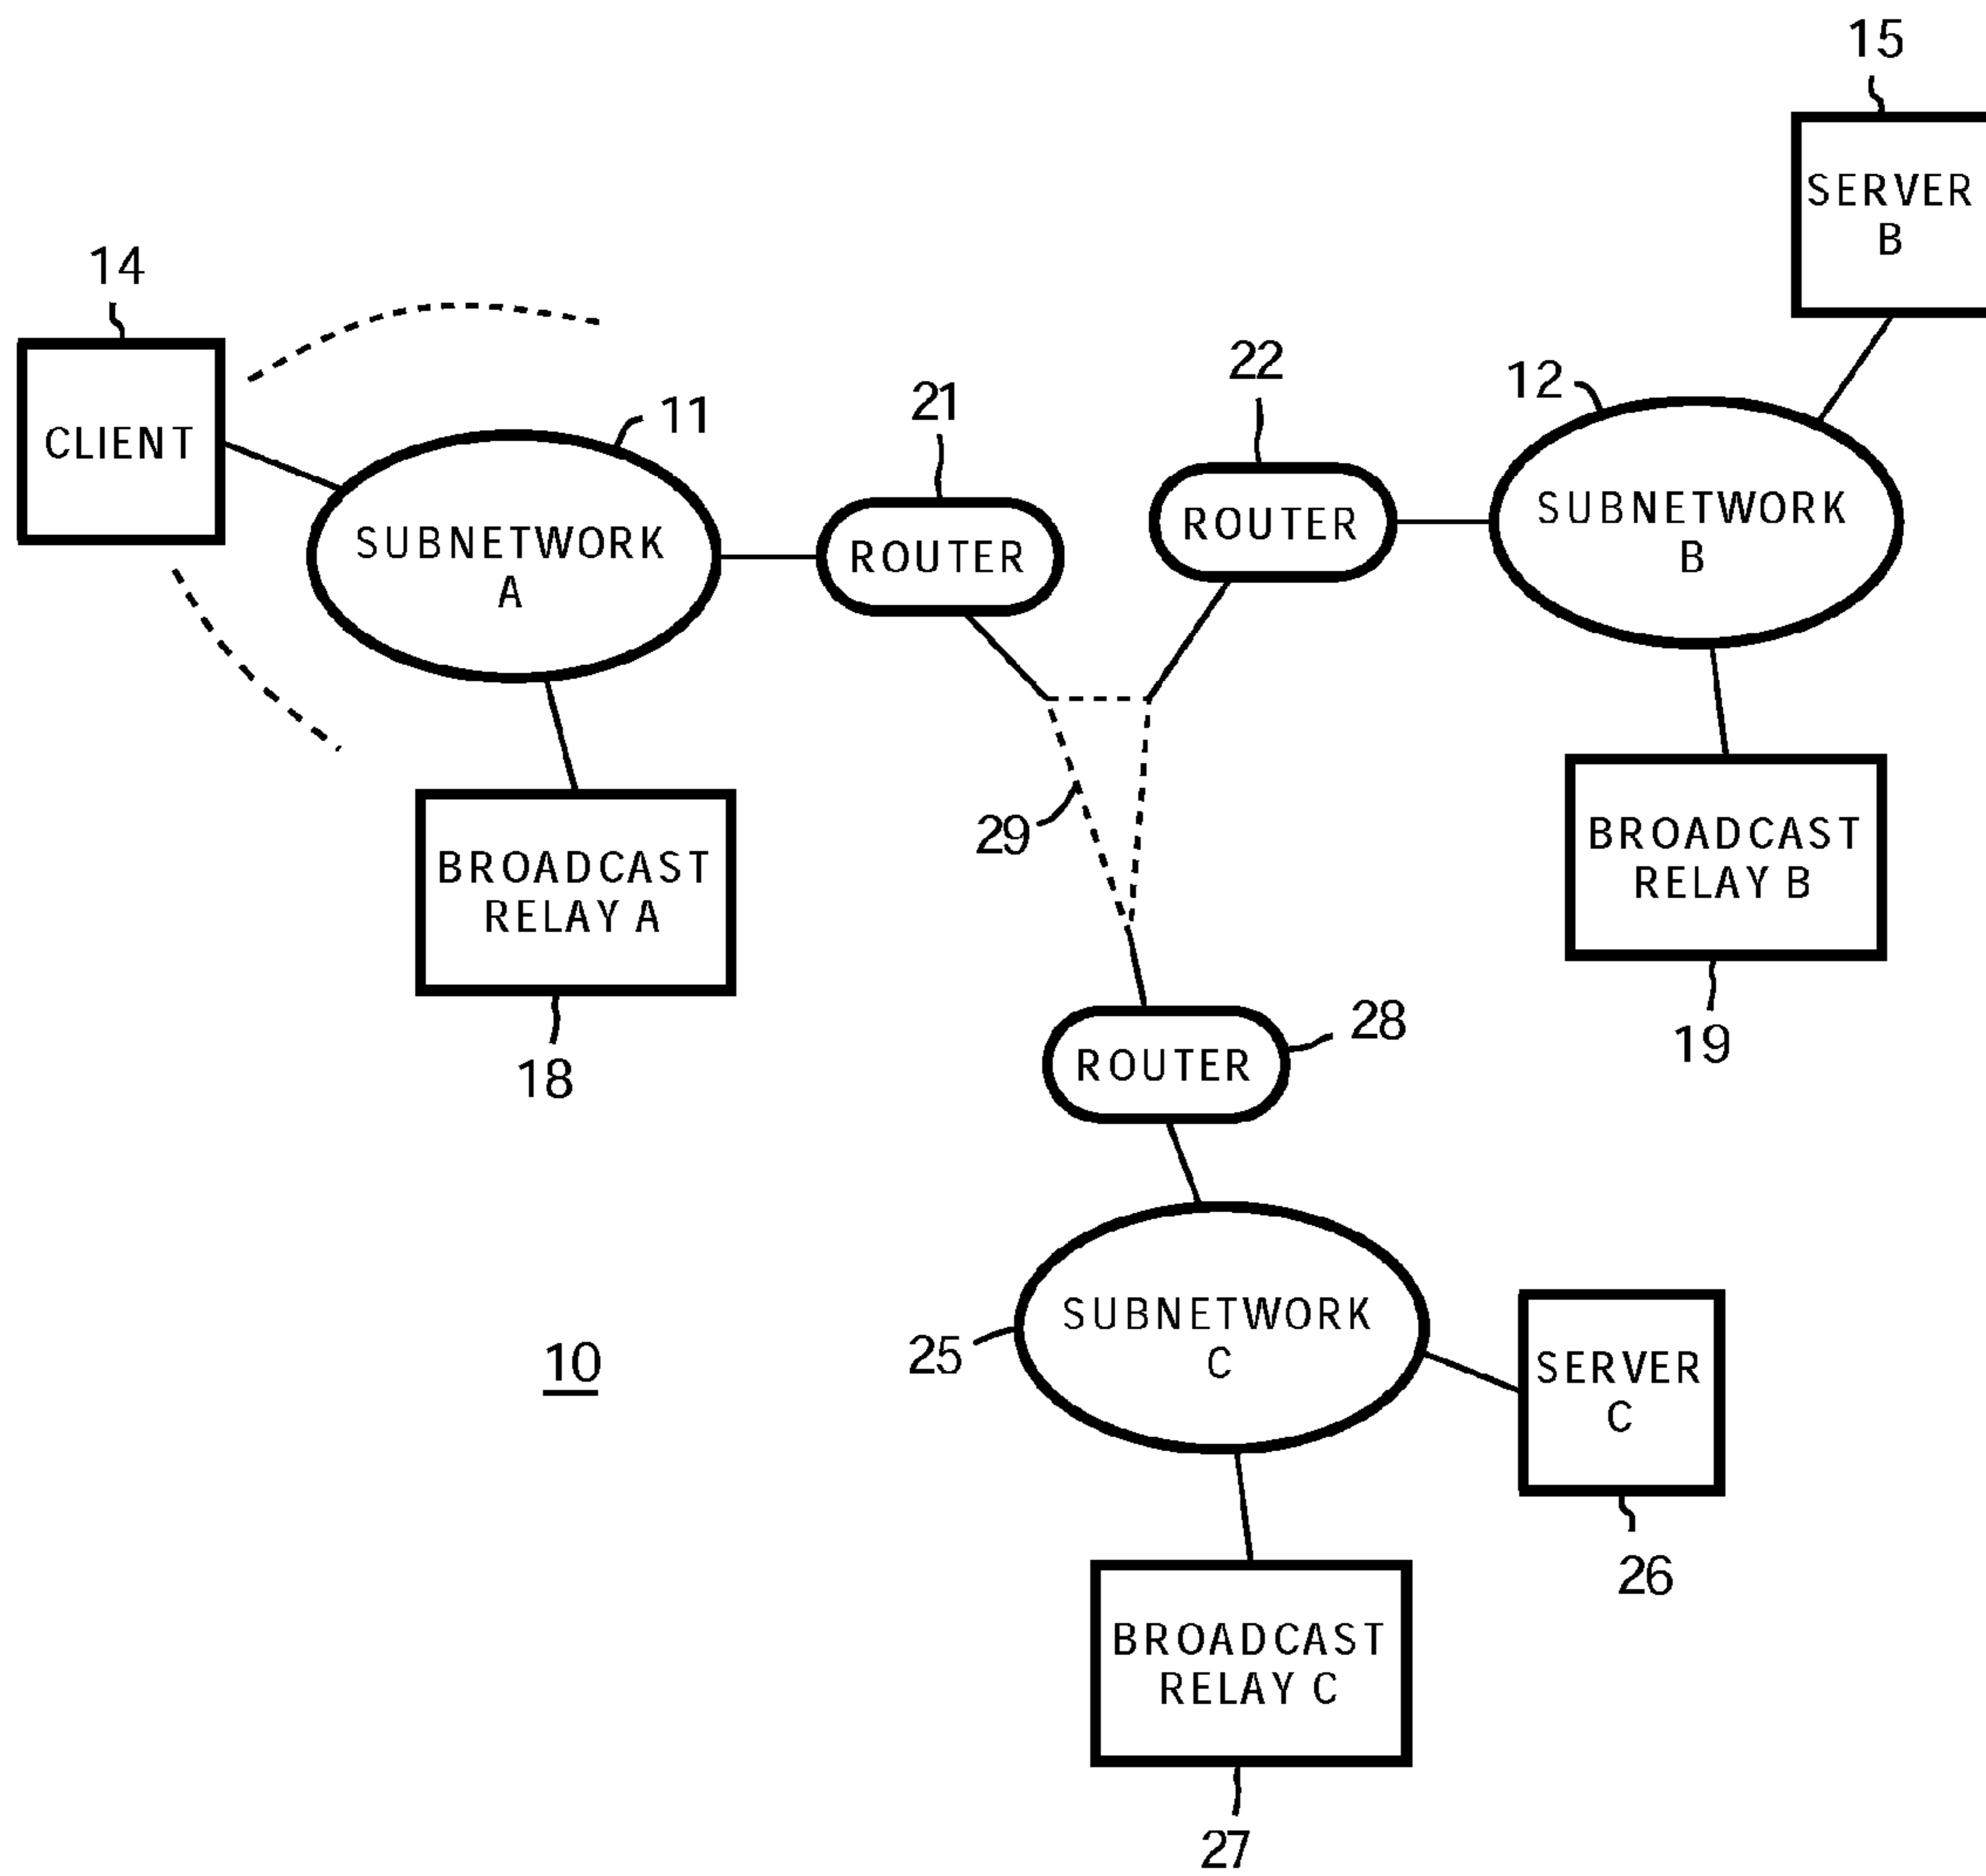 15
SERVER
B
14
CLIENT
11
21
22
12
SUBNETWORK
A
ROUTER
ROUTER
SUBNETWORK
B
29
BROADCAST
RELAY A
BROADCAST
RELAY B
18
28
19
ROUTER
25
SUBNETWORK
C
10
SERVER
C
26
BROADCAST
RELAY C
27